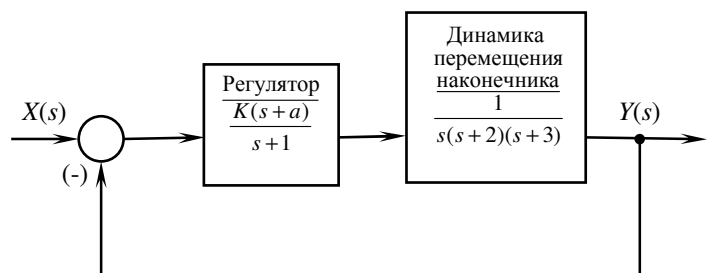 Динамика
перемещения
наконечника
1
s(s+2)(s+3)
Регулятор
K(s+a)
s+1
X(s)
Y(s)
(-)